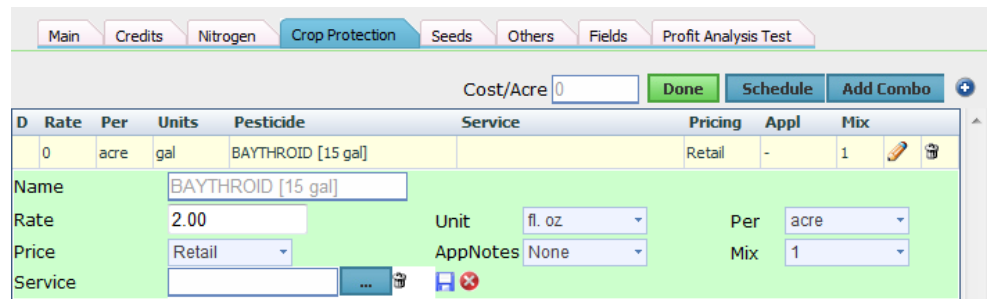 Main Credits Nitrogen Crop Protection Seeds Others Fields Profit Analysis Test
Cost/Acre 0 Done Schedule Add Combo
D Rate Per Units Pesticide Service Pricing Appl Mix
0 acre gal BAYTHROID [15 gal] Retail - 1
Name BAYTHROID [15 gal]
Rate 2.00 Unit fl. oz Per acre
Price Retail AppNotes None Mix 1
Service ...